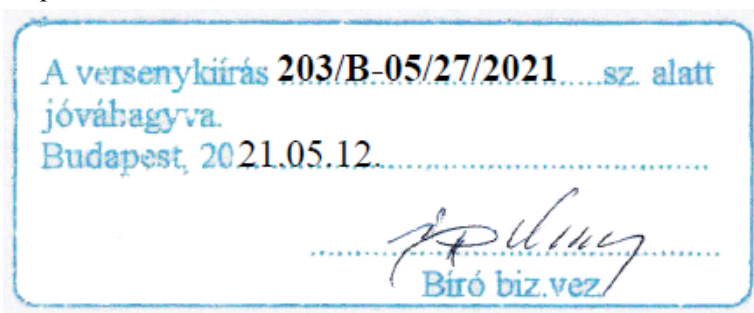 A versenykiírás 203/B-05/27/2021.....sz. alatt
jóváhagyva.
Budapest, 2021.05.12.
Bíró biz.vez.